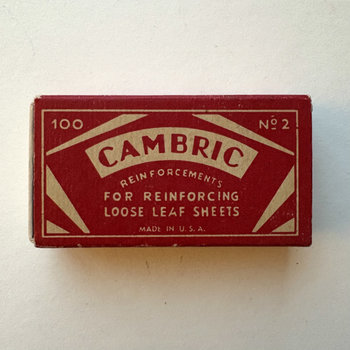 100 Nº 2
CAMBRIC
REINFORCEMENTS
FOR REINFORCING
LOOSE LEAF SHEETS
MADE IN U.S.A.